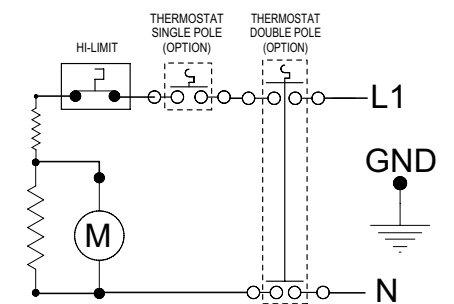 HI-LIMIT
THERMOSTAT
SINGLE POLE
(OPTION)
THERMOSTAT
DOUBLE POLE
(OPTION)
L1
GND
M
N